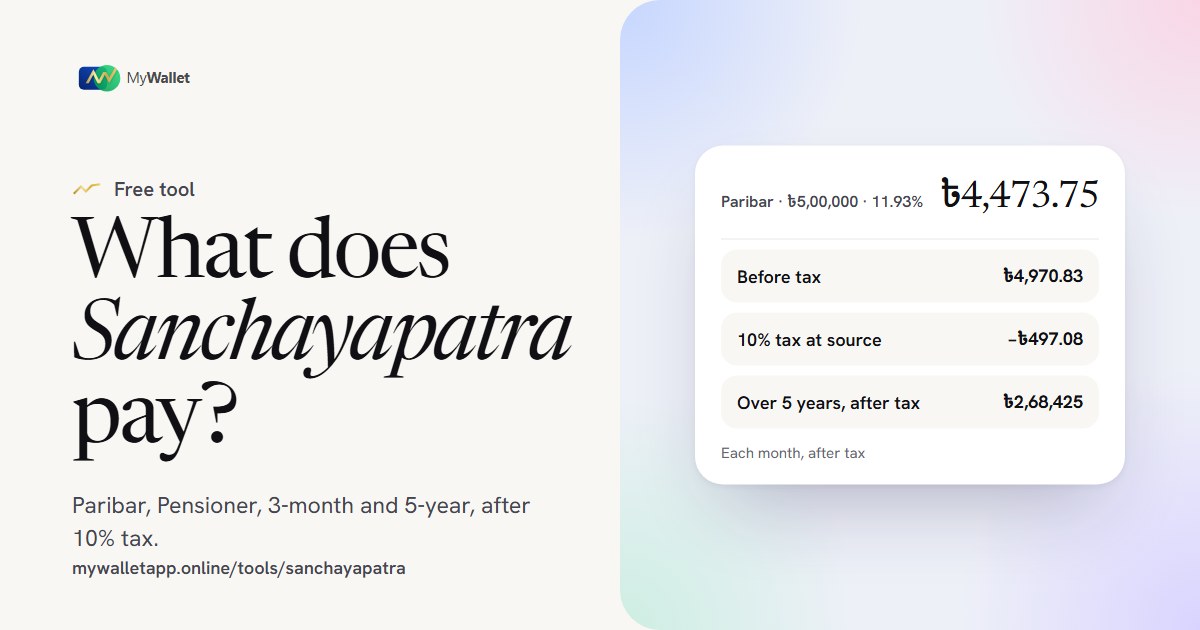 MyWallet
Free tool
What does
Sanchayapatra
pay?
Paribar, Pensioner, 3-month and 5-year, after
10% tax.
mywalletapp.online/tools/sanchayapatra
Paribar · ৳5,00,000 · 11.93% ৳4,473.75
Before tax ৳4,970.83
10% tax at source −৳497.08
Over 5 years, after tax ৳2,68,425
Each month, after tax